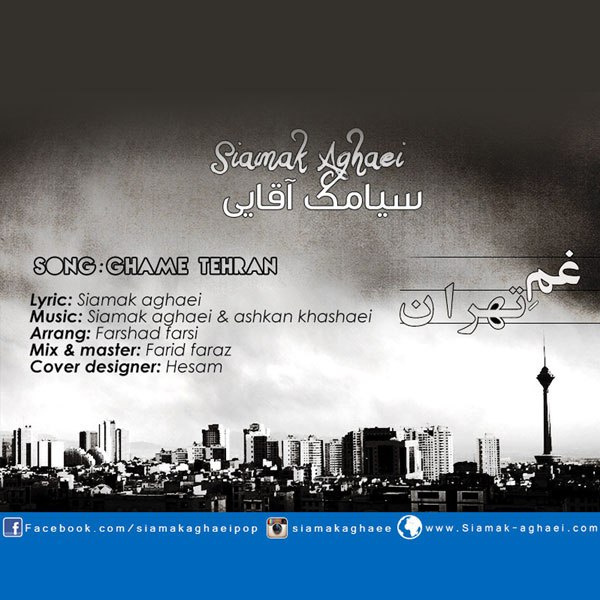 Siamak Aghaei
سیامک آقایی
SONG:GHAME TEHRAN
غمِ
تهران
Lyric: Siamak aghaei
Music: Siamak aghaei & ashkan khashaei
Arrang: Farshad farsi
Mix & master: Farid faraz
Cover designer: Hesam
Facebook.com/siamakaghaeipop siamakaghaee www.Siamak-aghaei.com